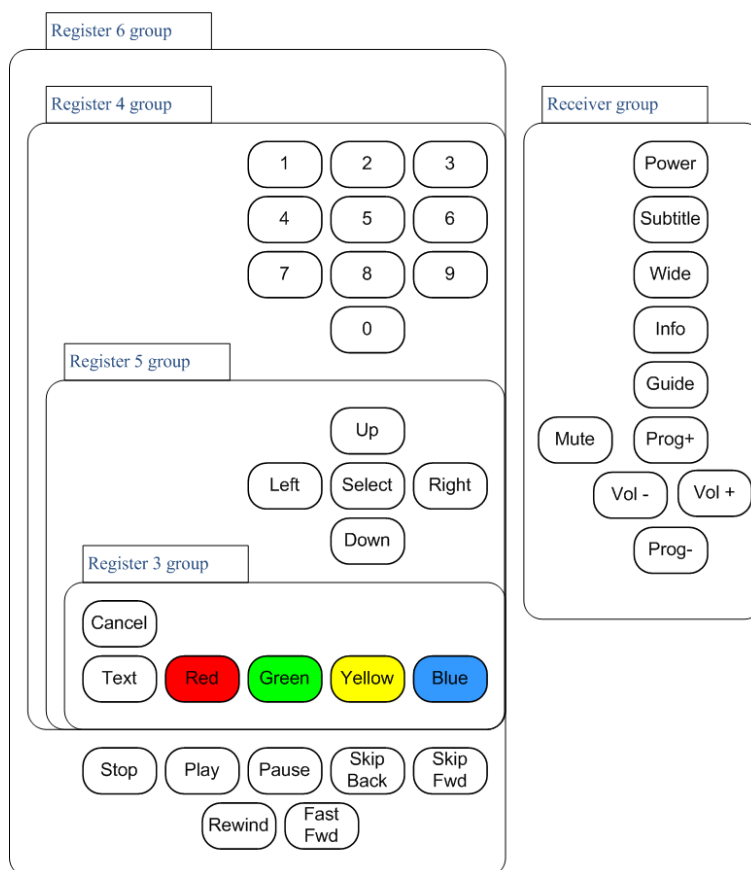 Register 6 group
Register 4 group
Receiver group
1 2 3
4 5 6
7 8 9
0
Register 5 group
Up
Left Select Right
Down
Register 3 group
Cancel
Text Red Green Yellow Blue
Stop Play Pause Skip
Back Skip
Fwd
Rewind Fast
Fwd
Power
Subtitle
Wide
Info
Guide
Mute Prog+
Vol - Vol +
Prog-